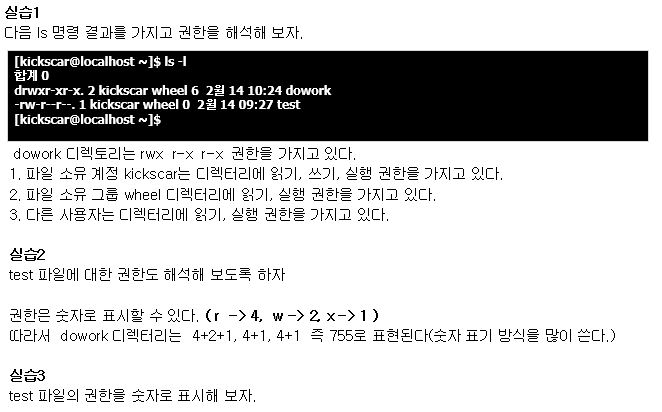 실습1
다음 ls 명령 결과를 가지고 권한을 해석해 보자.
[kickscar@localhost ~]$ ls -l
합계 0
drwxr-xr-x. 2 kickscar wheel 6  2월 14 10:24 dowork
-rw-r--r--. 1 kickscar wheel 0  2월 14 09:27 test
[kickscar@localhost ~]$
dowork 디렉토리는 rwx  r-x  r-x  권한을 가지고 있다.
1. 파일 소유 계정 kickscar는 디렉터리에 읽기, 쓰기, 실행 권한을 가지고 있다.
2. 파일 소유 그룹 wheel 디렉터리에 읽기, 실행 권한을 가지고 있다.
3. 다른 사용자는 디렉터리에 읽기, 실행 권한을 가지고 있다.
실습2
test 파일에 대한 권한도 해석해 보도록 하자
권한은 숫자로 표시할 수 있다. ( r  -> 4,  w -> 2, x -> 1 )
따라서  dowork 디렉터리는  4+2+1, 4+1, 4+1  즉 755로 표현된다(숫자 표기 방식을 많이 쓴다.)
실습3
test 파일의 권한을 숫자로 표시해 보자.